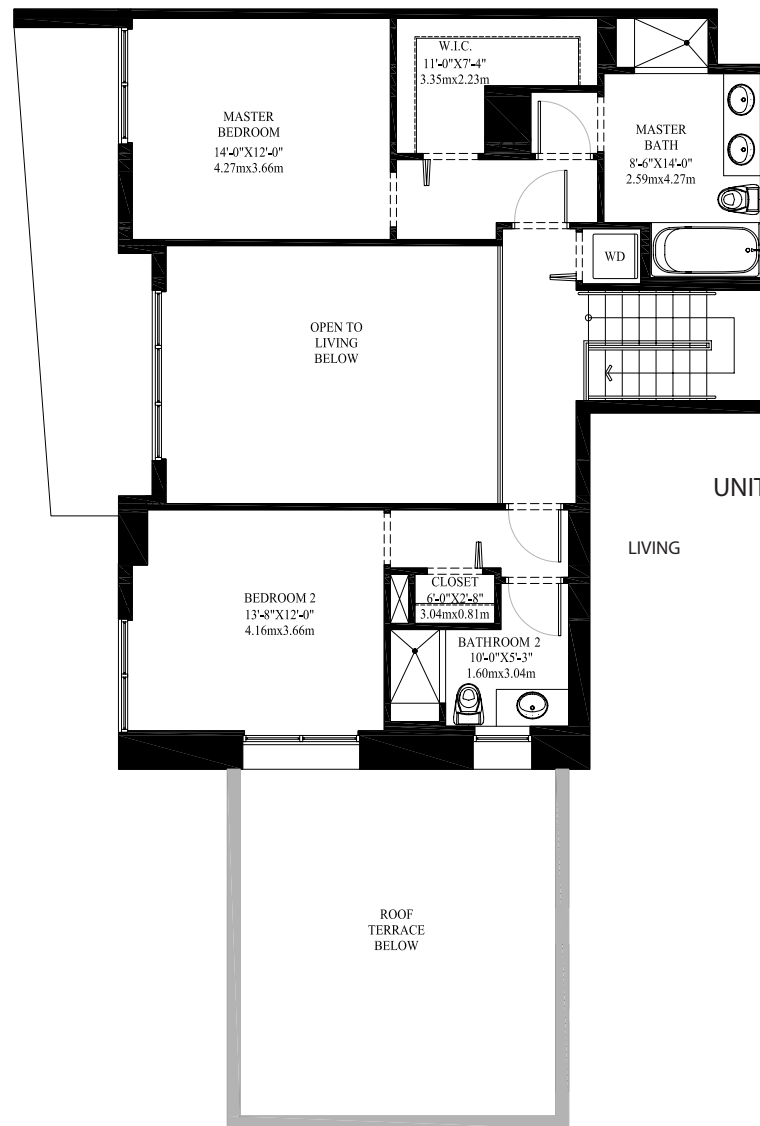 W.I.C.
11'-0"X7'-4"
3.35mx2.23m
MASTER
BEDROOM
14'-0"X12'-0"
4.27mx3.66m
MASTER
BATH
8'-6"X14'-0"
2.59mx4.27m
WD
OPEN TO
LIVING
BELOW
UNIT
LIVING
CLOSET
6'-0"X2'-8"
3.04mx0.81m
BEDROOM 2
13'-8"X12'-0"
4.16mx3.66m
BATHROOM 2
10'-0"X5'-3"
1.60mx3.04m
ROOF
TERRACE
BELOW